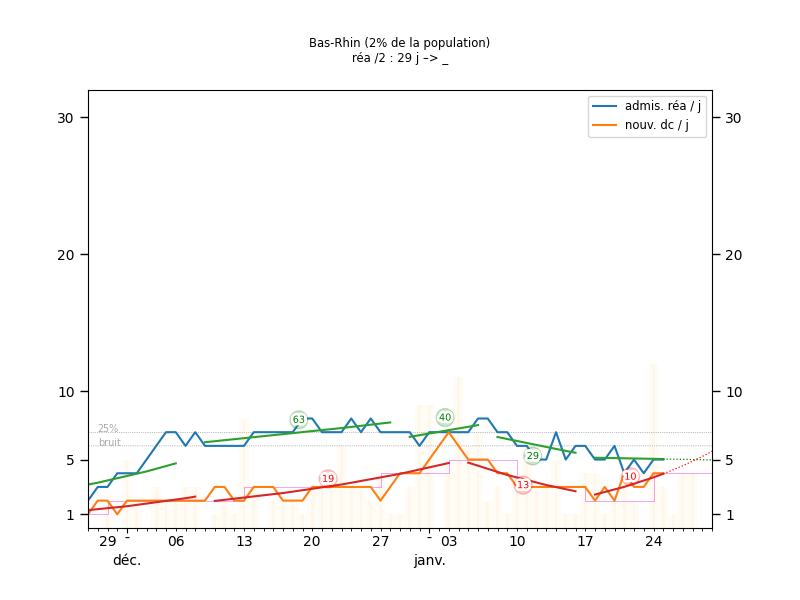 Bas-Rhin (2% de la population)
réa /2 : 29 j –> _
admis. réa / j
nouv. dc / j
30
30
20
20
10
10
5
5
1
1
25%
bruit
63
40
29
19
13
10
29 - 06 13 20 27 - 03 10 17 24
déc. janv.